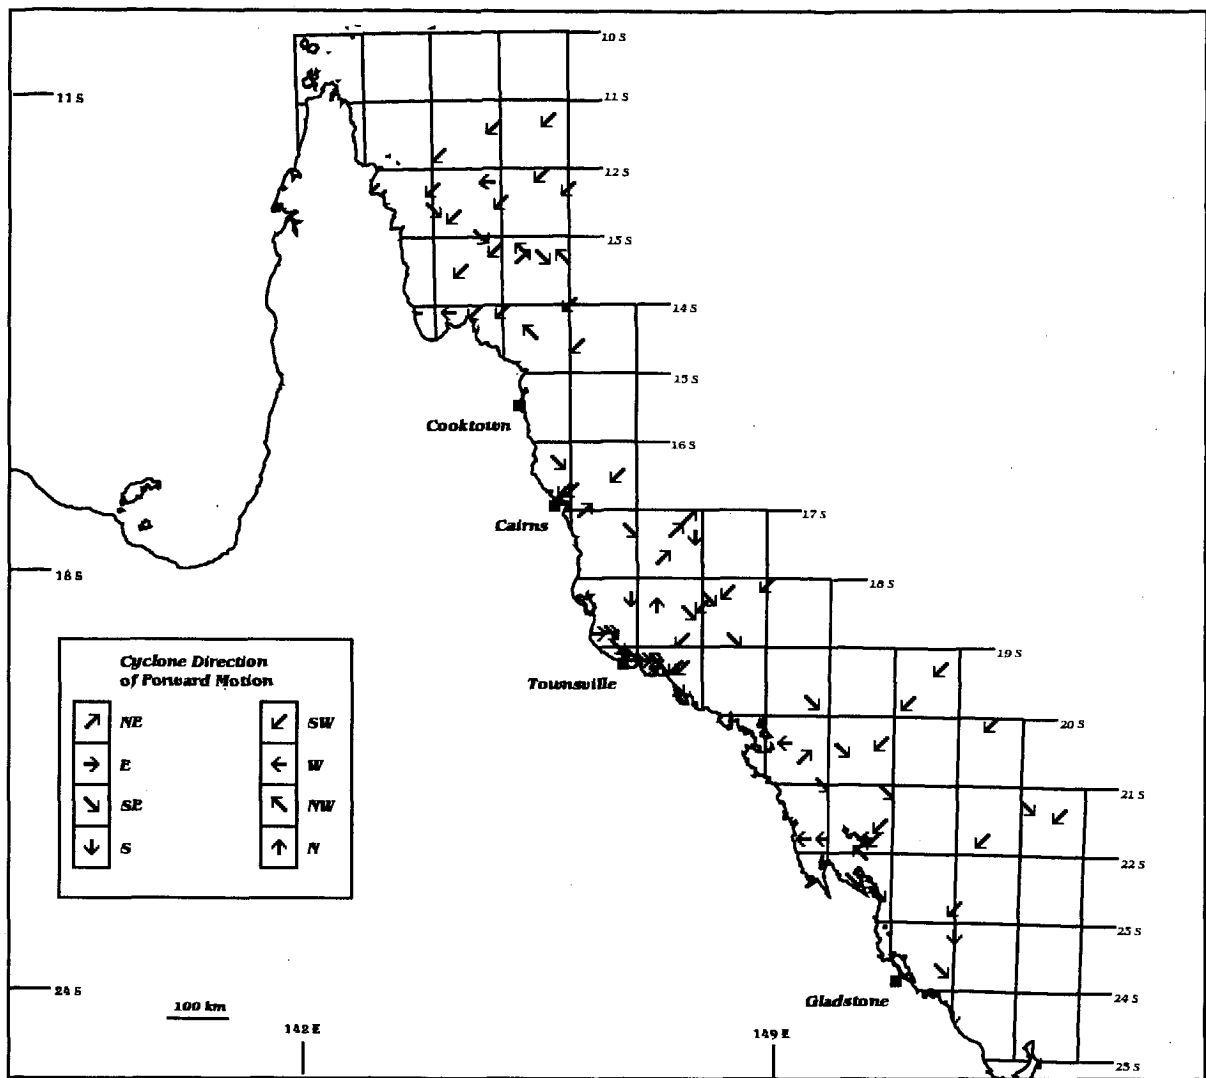 10 S
11 S
11 S
12 S
13 S
14 S
15 S
Cooktown
16 S
Cairns
17 S
18 S
18 S
Cyclone Direction
of Forward Motion
NE
SW
E
W
SE
NW
S
N
19 S
Townsville
20 S
21 S
22 S
23 S
24 S
Gladstone
24 S
100 km
142 E
149 E
25 S